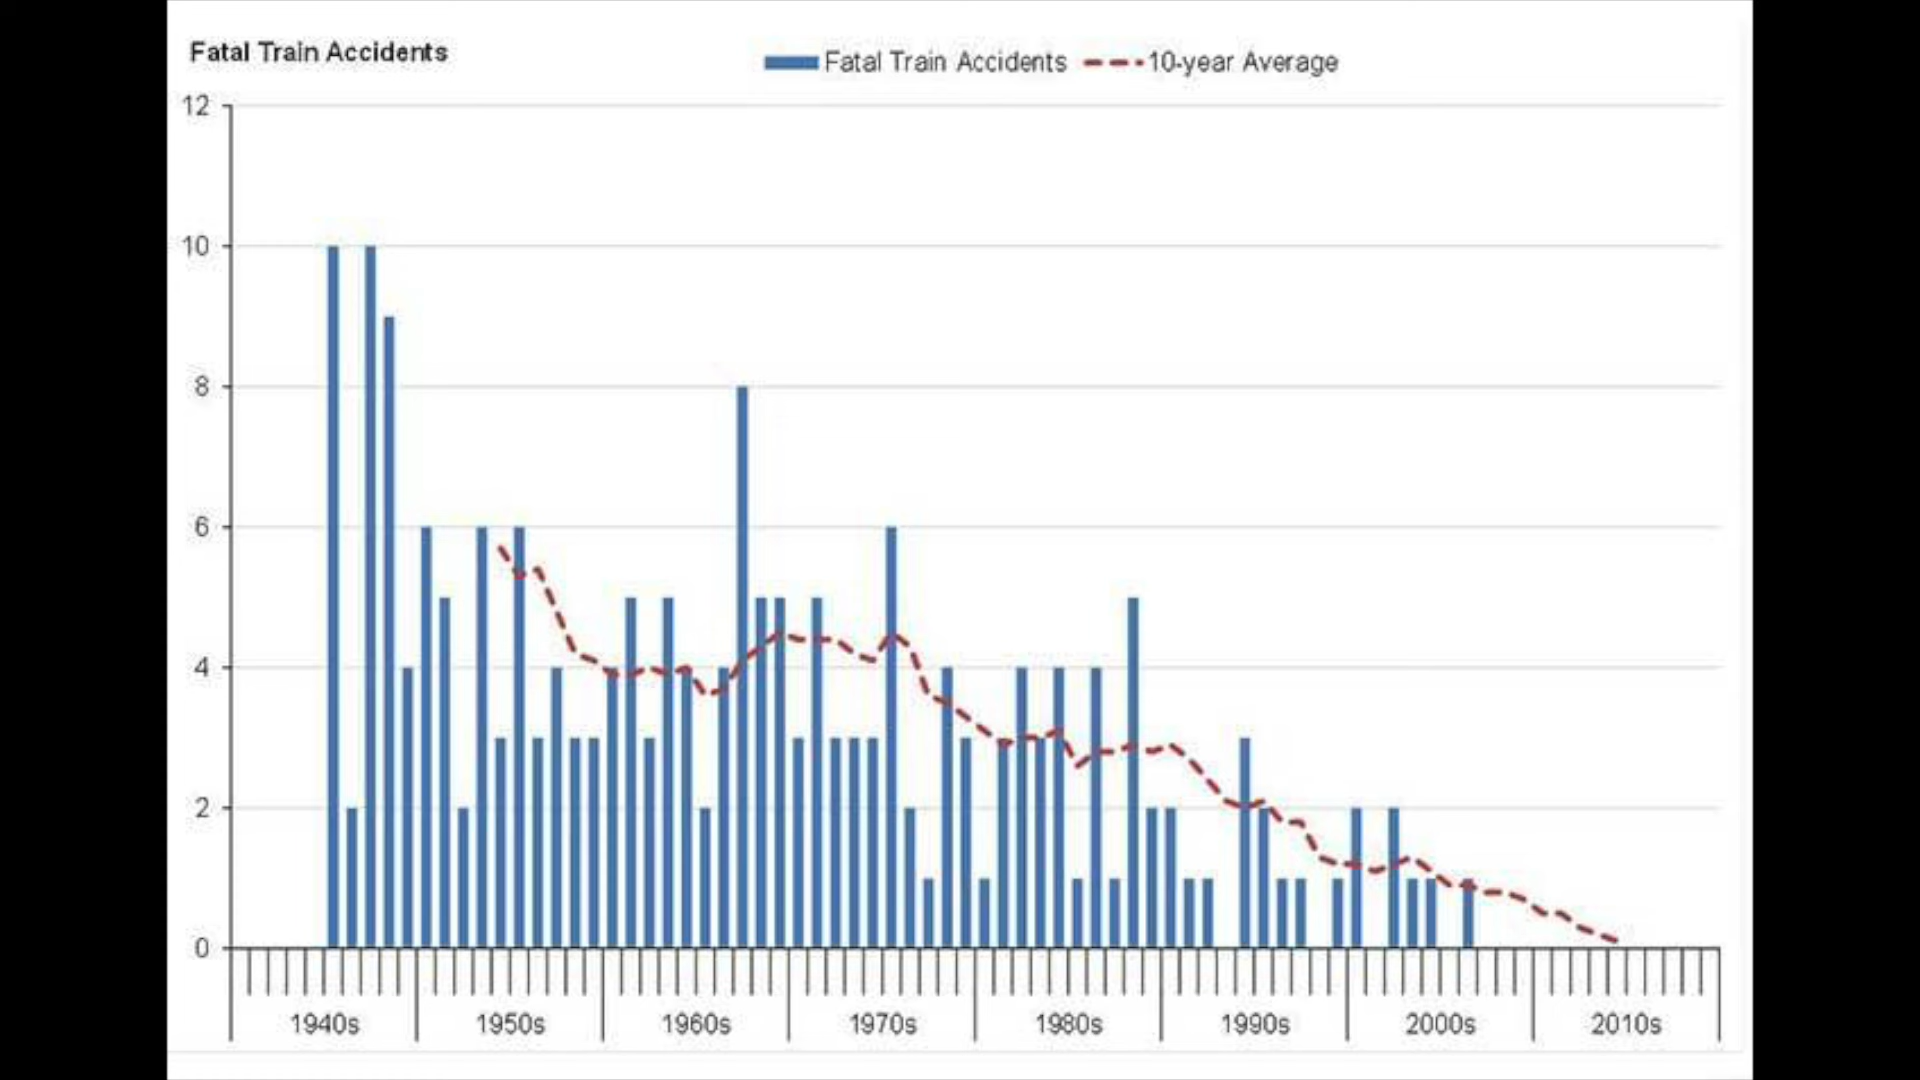 Fatal Train Accidents
Fatal Train Accidents 10-year Average
12
10
8
6
4
2
0
1940s 1950s 1960s 1970s 1980s 1990s 2000s 2010s